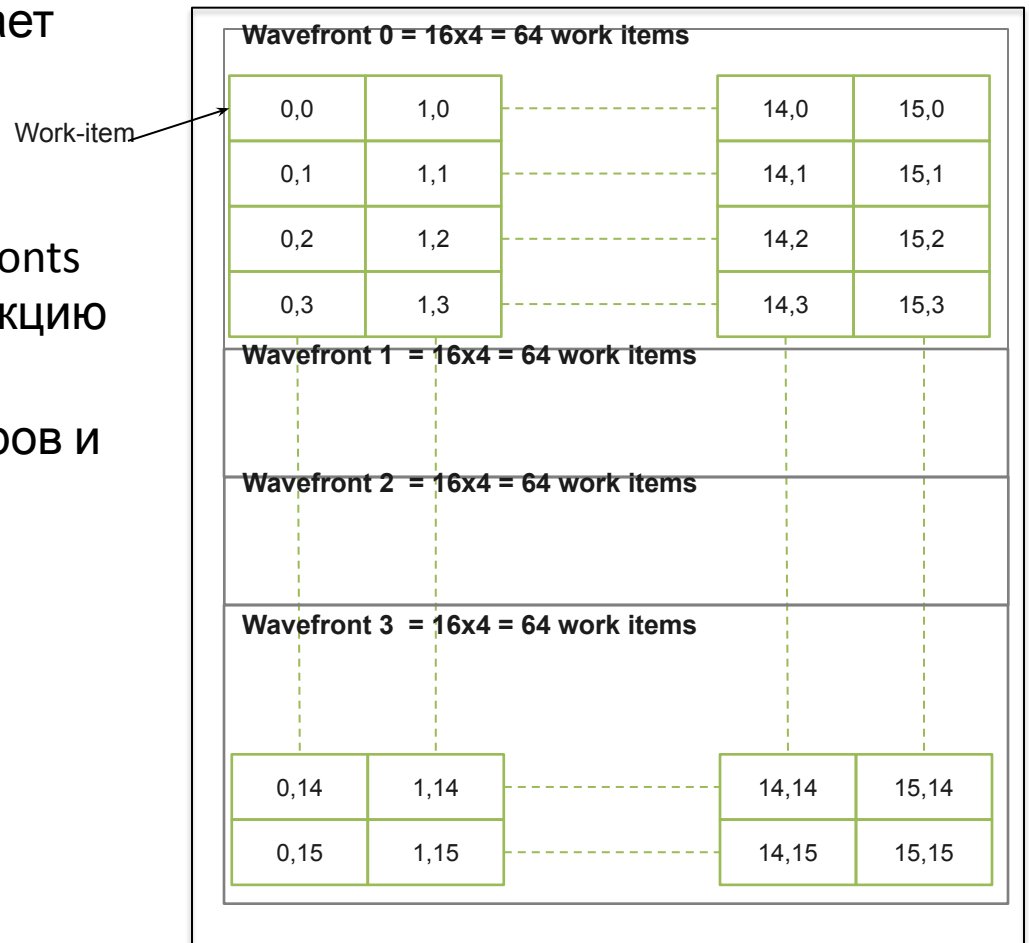 ает
Work-item
onts
кцию
ров и
Wavefront 0 = 16x4 = 64 work items
0,0 1,0 14,0 15,0
0,1 1,1 14,1 15,1
0,2 1,2 14,2 15,2
0,3 1,3 14,3 15,3
Wavefront 1 = 16x4 = 64 work items
Wavefront 2 = 16x4 = 64 work items
Wavefront 3 = 16x4 = 64 work items
0,14 1,14 14,14 15,14
0,15 1,15 14,15 15,15